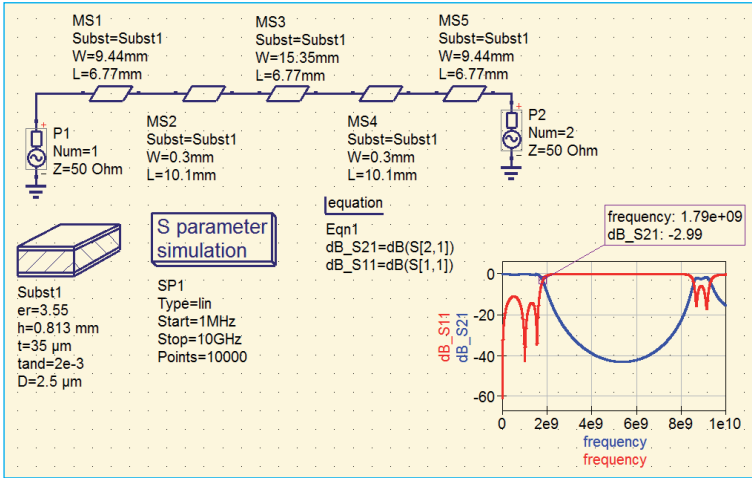 MS1
Subst=Subst1
W=9.44mm
L=6.77mm
MS3
Subst=Subst1
W=15.35mm
L=6.77mm
MS5
Subst=Subst1
W=9.44mm
L=6.77mm
+
P1
Num=1
Z=50 Ohm
-
MS2
Subst=Subst1
W=0.3mm
L=10.1mm
MS4
Subst=Subst1
W=0.3mm
L=10.1mm
+
P2
Num=2
Z=50 Ohm
-
Subst1
er=3.55
h=0.813 mm
t=35 µm
tand=2e-3
D=2.5 µm
S parameter
simulation
SP1
Type=lin
Start=1MHz
Stop=10GHz
Points=10000
equation
Eqn1
dB_S21=dB(S[2,1])
dB_S11=dB(S[1,1])
frequency: 1.79e+09
dB_S21: -2.99
dB_S11
dB_S21
0
-20
-40
-60
0 2e9 4e9 6e9 8e9 1e10
frequency
frequency